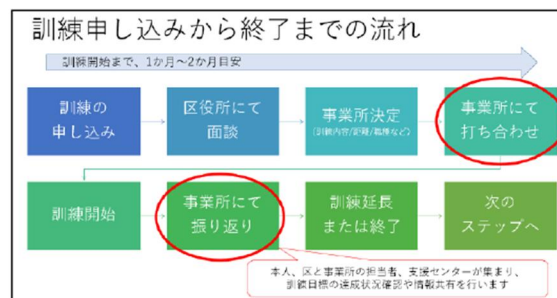 訓練申し込みから終了までの流れ
訓練開始まで、1か月～2か月目安
訓練の
申し込み
区役所にて
面談
事業所決定
(訓練内容/距離/職種など)
事業所にて
打ち合わせ
訓練開始
事業所にて
振り返り
訓練延長
または終了
次の
ステップへ
本人、区と事業所の担当者、支援センターが集まり、
訓練目標の達成状況確認や情報共有を行います